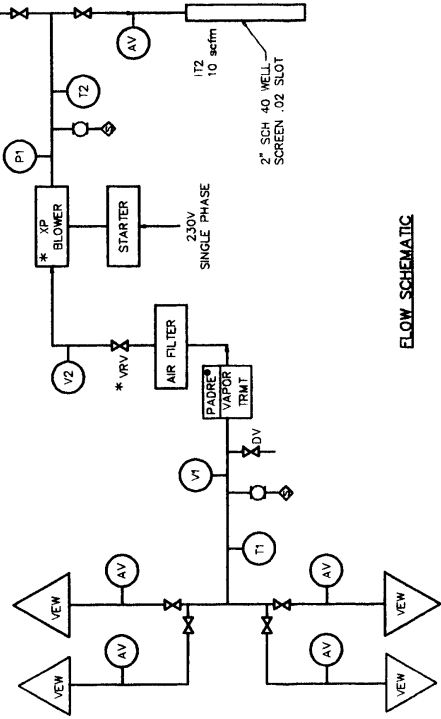 AV
IT2
10 scfm
2" SCH 40 WELL
SCREEN .02 SLOT
T2
S
P1
* XP
BLOWER
STARTER
230V
SINGLE PHASE
V2
* VRV
AIR FILTER
PADRE®
VAPOR
TRMT
DV
V1
S
T1
VEW
AV
VEW
AV
AV
VEW
AV
VEW
FLOW SCHEMATIC